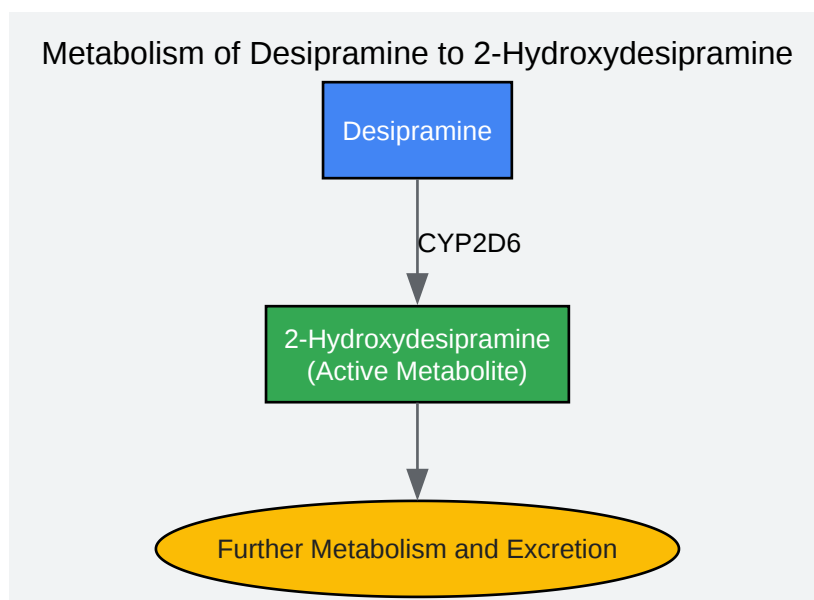 Metabolism of Desipramine to 2-Hydroxydesipramine
Desipramine
CYP2D6
2-Hydroxydesipramine
(Active Metabolite)
Further Metabolism and Excretion